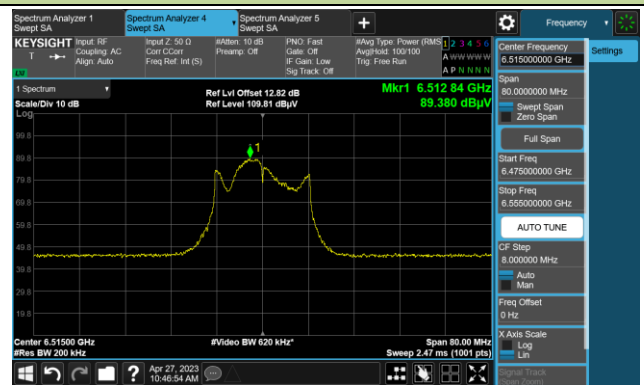 Spectrum Analyzer 1
Swept SA
Spectrum Analyzer 4
Swept SA
Spectrum Analyzer 5
Swept SA
Frequency
KEYSIGHT
Input: RF
Coupling: AC
Align: Auto
Input Z: 50 Ω
Corr CCorr
Freq Ref: Int (S)
#Atten: 10 dB
Preamp: Off
PNO: Fast
Gate: Off
IF Gain: Low
Sig Track: Off
#Avg Type: Power (RMS
Avg|Hold: 100/100
Trig: Free Run
1 2 3 4 5 6
A W W W W W
A P N N N N
T
LW
1 Spectrum
Scale/Div 10 dB
Log
Ref Lvl Offset 12.82 dB
Ref Level 109.81 dBµV
Mkr1 6.512 84 GHz
89.380 dBµV
99.8
89.8
79.8
69.8
59.8
49.8
39.8
29.8
19.8
1
Center 6.51500 GHz
#Res BW 200 kHz
#Video BW 620 kHz*
Span 80.00 MHz
Sweep 2.47 ms (1001 pts)
Center Frequency
6.515000000 GHz
Settings
Span
80.0000000 MHz
Swept Span
Zero Span
Full Span
Start Freq
6.475000000 GHz
Stop Freq
6.555000000 GHz
AUTO TUNE
CF Step
8.000000 MHz
Auto
Man
Freq Offset
0 Hz
X Axis Scale
Log
Lin
Signal Track
(Span Zoom)
Apr 27, 2023
10:46:54 AM